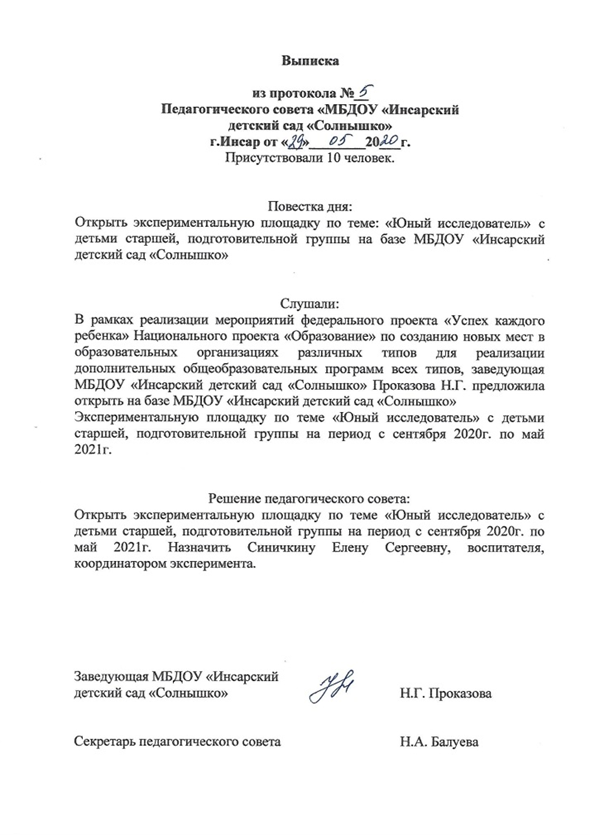 Выписка
из протокола № 5
Педагогического совета «МБДОУ «Инсарский
детский сад «Солнышко»
г.Инсар от «29» 05 2020 г.
Присутствовали 10 человек.
Повестка дня:
Открыть экспериментальную площадку по теме: «Юный исследователь» с
детьми старшей, подготовительной группы на базе МБДОУ «Инсарский
детский сад «Солнышко»
Слушали:
В рамках реализации мероприятий федерального проекта «Успех каждого
ребенка» Национального проекта «Образование» по созданию новых мест в
образовательных организациях различных типов для реализации
дополнительных общеобразовательных программ всех типов, заведующая
МБДОУ «Инсарский детский сад «Солнышко» Проказова Н.Г. предложила
открыть на базе МБДОУ «Инсарский детский сад «Солнышко»
Экспериментальную площадку по теме «Юный исследователь» с детьми
старшей, подготовительной группы на период с сентября 2020г. по май
2021г.
Решение педагогического совета:
Открыть экспериментальную площадку по теме «Юный исследователь» с
детьми старшей, подготовительной группы на период с сентября 2020г. по
май 2021г. Назначить Синичкину Елену Сергеевну, воспитателя,
координатором эксперимента.
Заведующая МБДОУ «Инсарский
детский сад «Солнышко» Н.Г. Проказова
Секретарь педагогического совета Н.А. Балуева